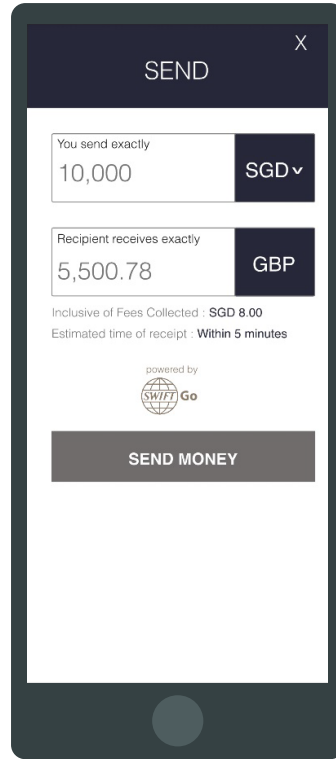 X
SEND
You send exactly
10,000
SGD
Recipient receives exactly
5,500.78
GBP
Inclusive of Fees Collected : SGD 8.00
Estimated time of receipt : Within 5 minutes
powered by
SWIFT Go
SEND MONEY